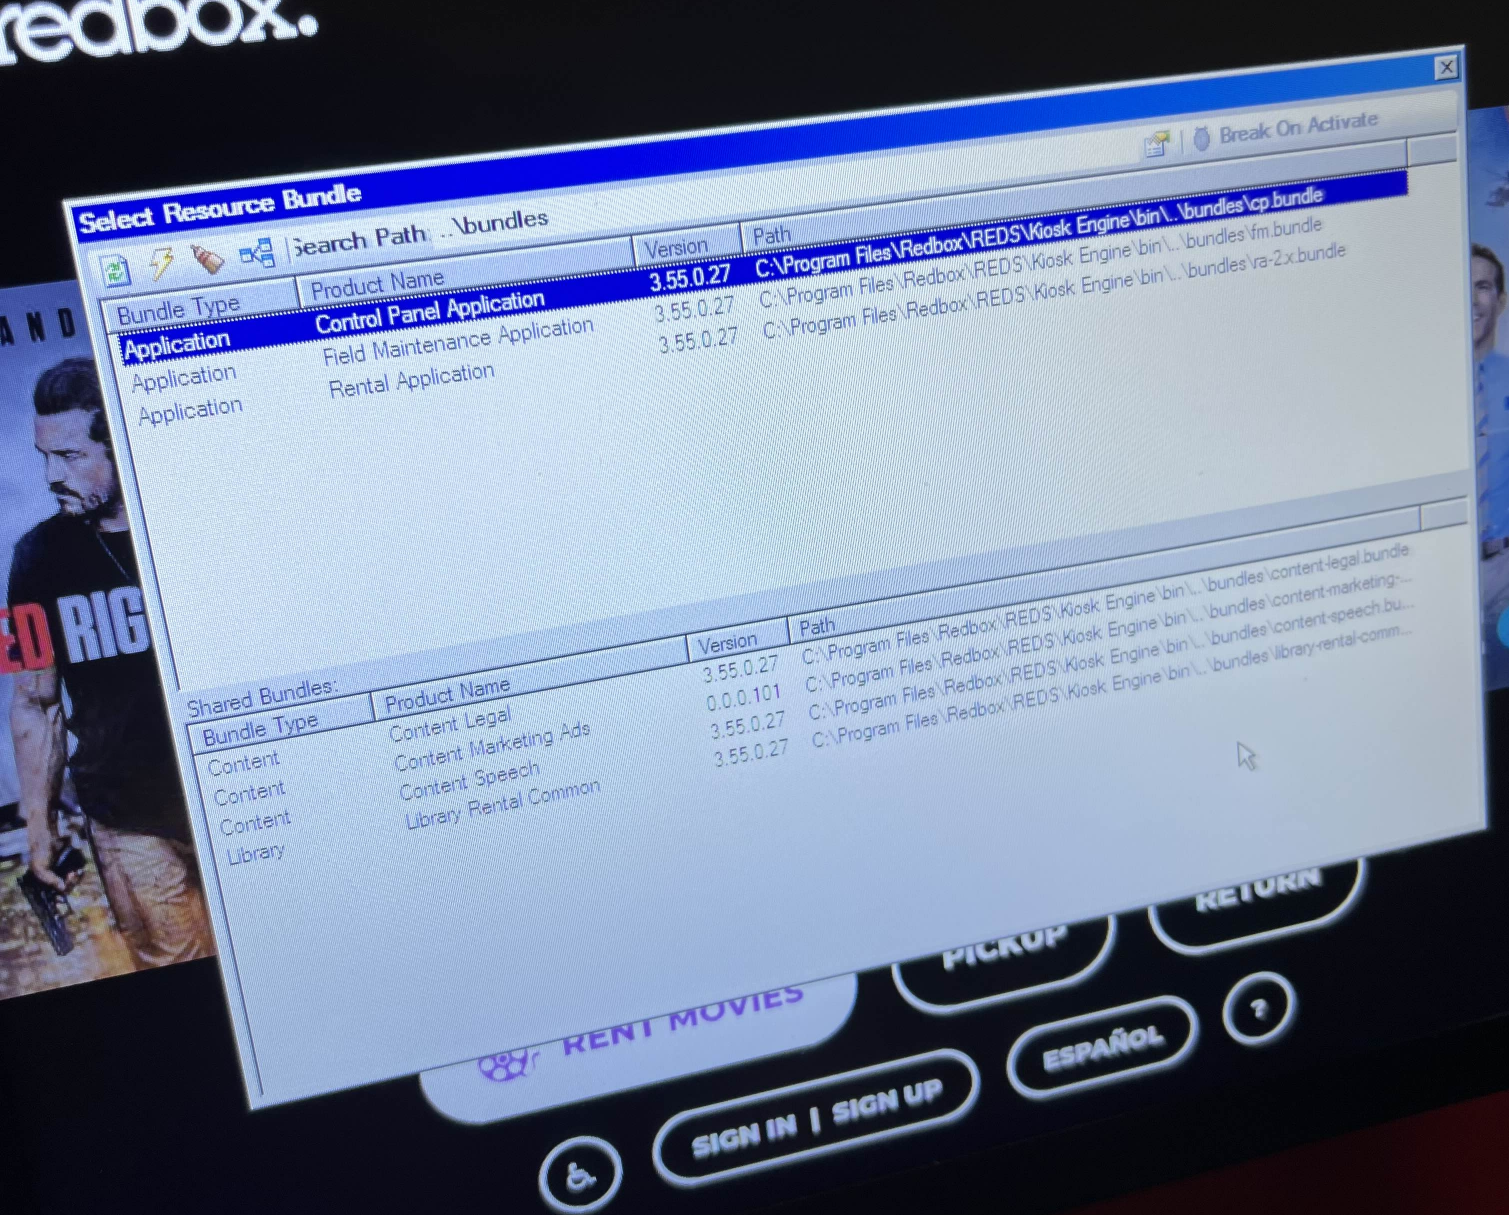 redbox.
Select Resource Bundle
Search Path ..\bundles
Break On Activate
Bundle Type Product Name Version Path
Application Control Panel Application 3.55.0.27 C:\Program Files\Redbox\REDS\Kiosk Engine\bin\..\bundles\cp.bundle
Application Field Maintenance Application 3.55.0.27 C:\Program Files\Redbox\REDS\Kiosk Engine\bin\..\bundles\fm.bundle
Application Rental Application 3.55.0.27 C:\Program Files\Redbox\REDS\Kiosk Engine\bin\..\bundles\ra-2.x.bundle
Shared Bundles:
Bundle Type Product Name Version Path
Content Content Legal 3.55.0.27 C:\Program Files\Redbox\REDS\Kiosk Engine\bin\..\bundles\content-legal.bundle
Content Content Marketing Ads 0.0.0.101 C:\Program Files\Redbox\REDS\Kiosk Engine\bin\..\bundles\content-marketing-...
Content Content Speech 3.55.0.27 C:\Program Files\Redbox\REDS\Kiosk Engine\bin\..\bundles\content-speech.bu...
Library Library Rental Common 3.55.0.27 C:\Program Files\Redbox\REDS\Kiosk Engine\bin\..\bundles\library-rental-comm...
AND
ED RIG
RENT MOVIES
PICKUP
RETURN
SIGN IN | SIGN UP
ESPAÑOL
?